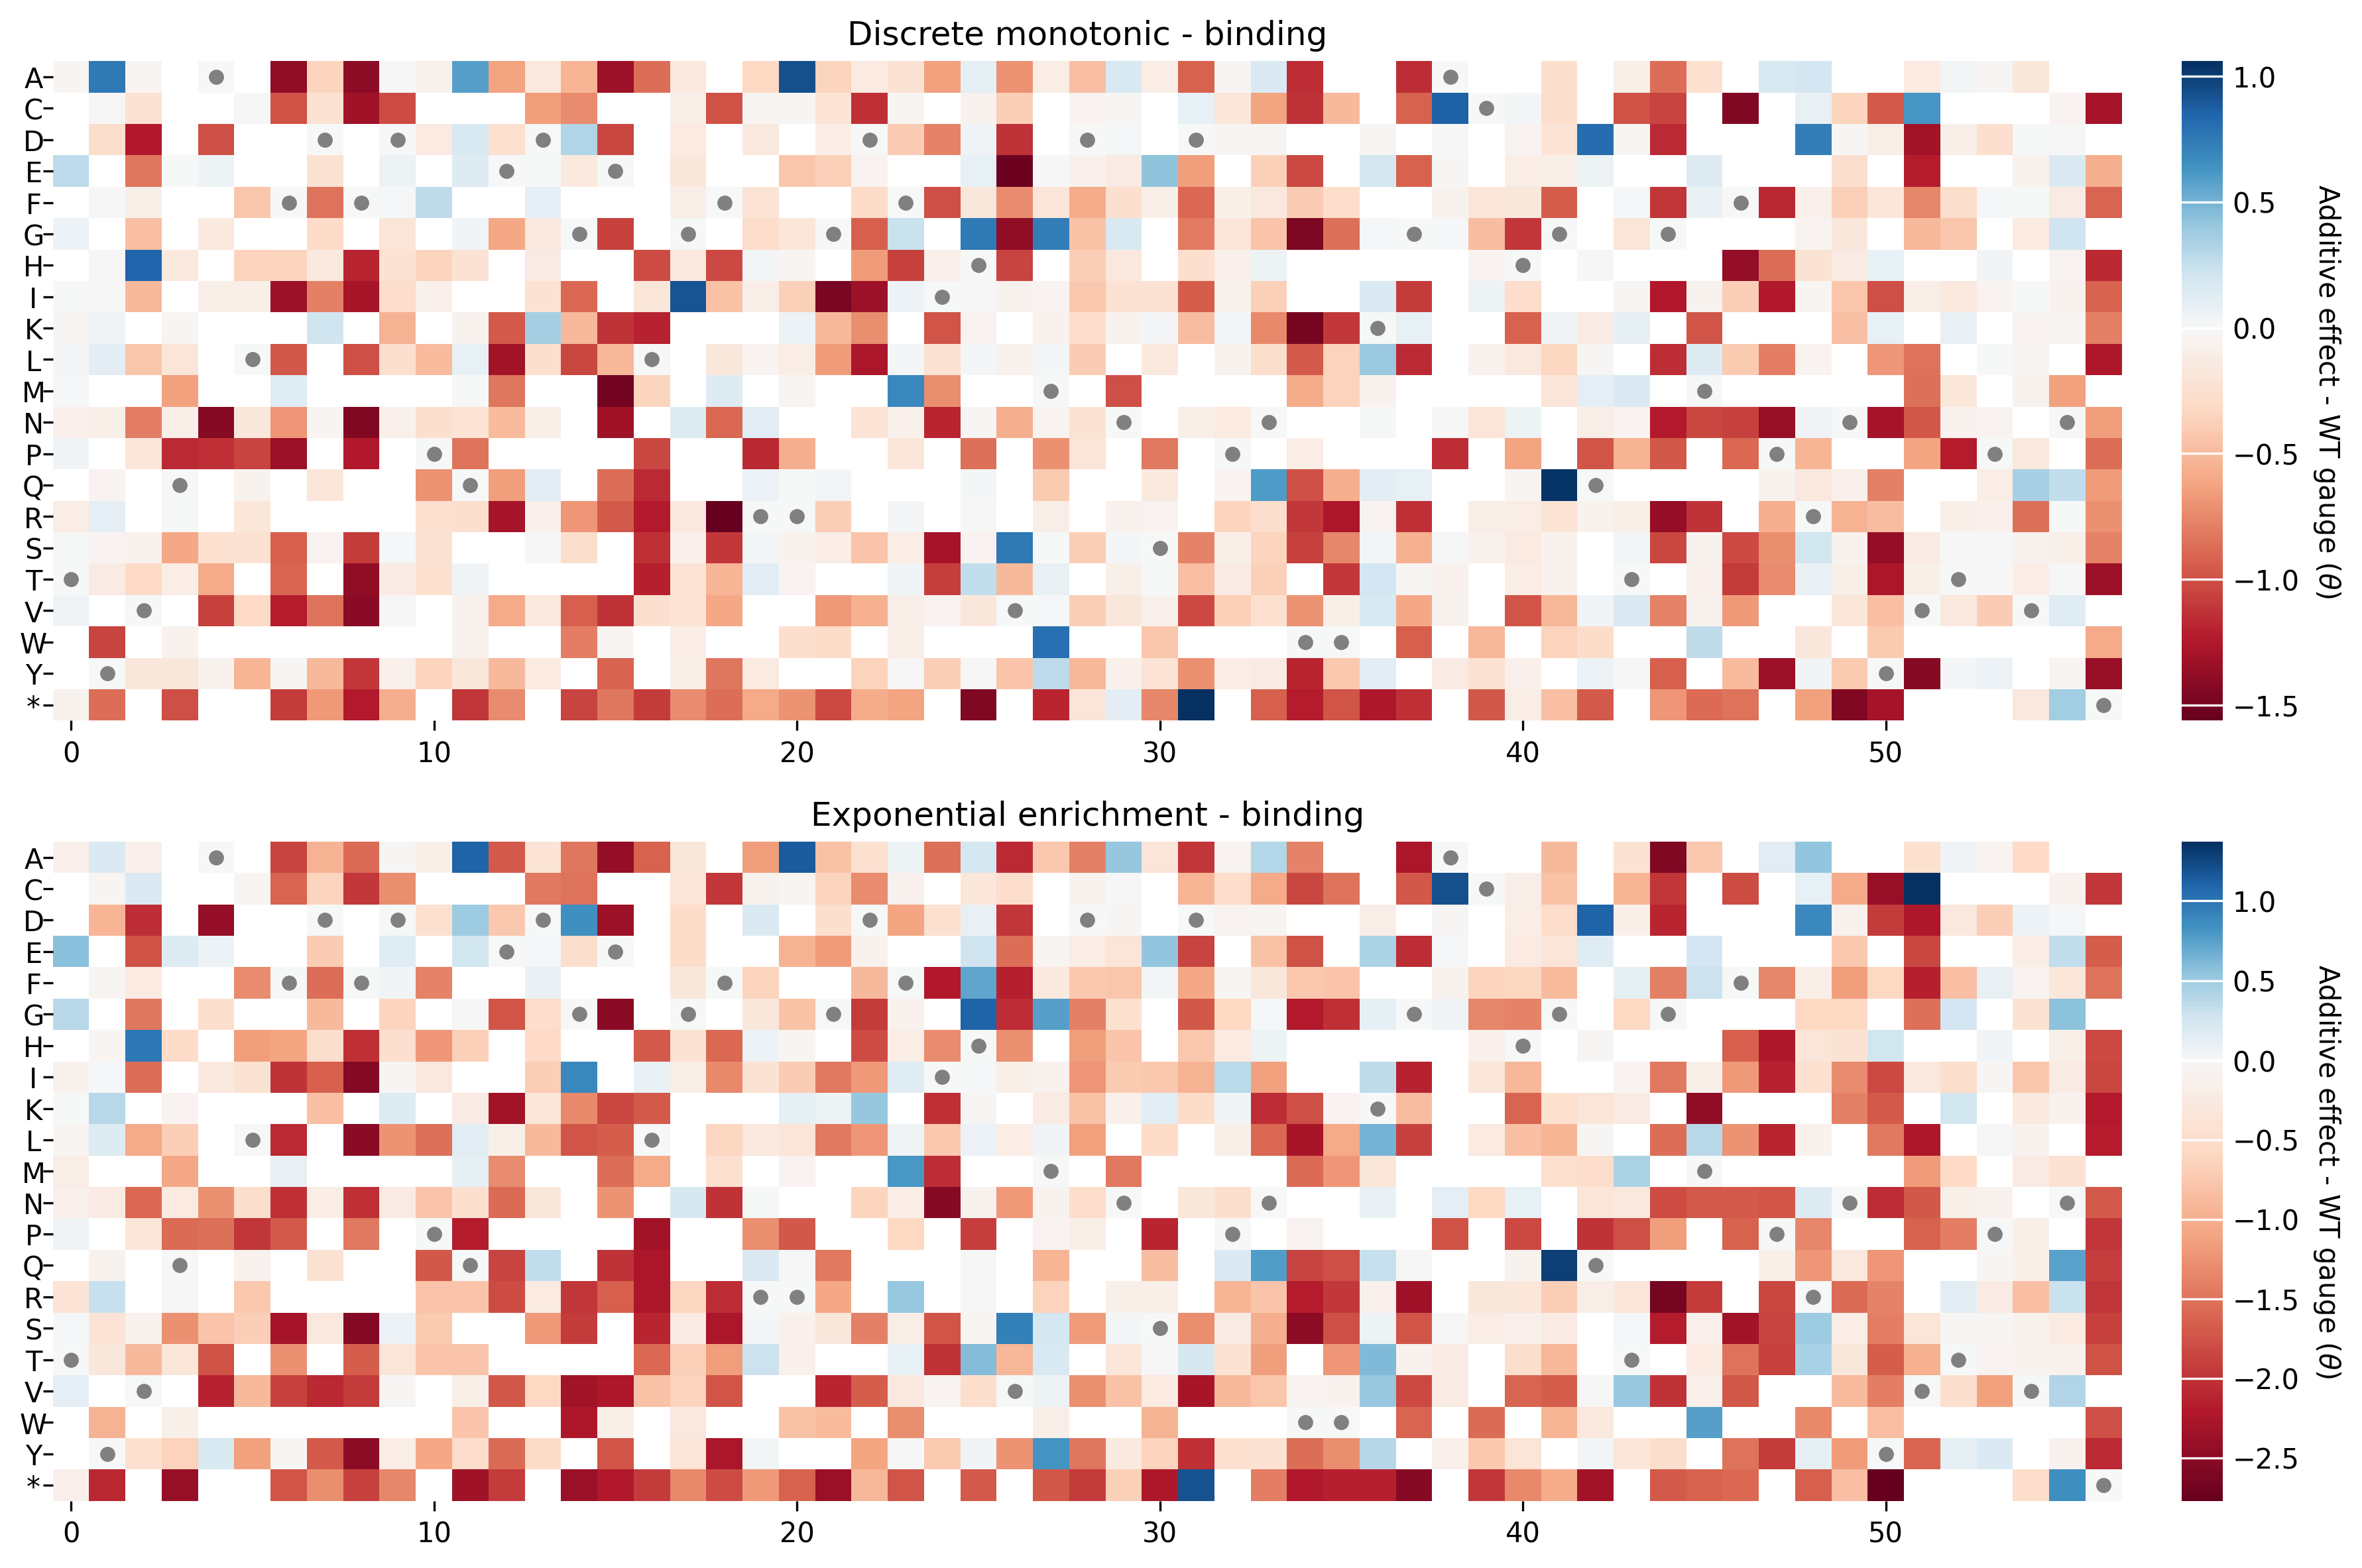 Discrete monotonic - binding
A
C
D
E
F
G
H
I
K
L
M
N
P
Q
R
S
T
V
W
Y
*
0 10 20 30 40 50
1.0
0.5
0.0
−0.5
−1.0
−1.5
Additive effect - WT gauge (θ)
Exponential enrichment - binding
A
C
D
E
F
G
H
I
K
L
M
N
P
Q
R
S
T
V
W
Y
*
0 10 20 30 40 50
1.0
0.5
0.0
−0.5
−1.0
−1.5
−2.0
−2.5
Additive effect - WT gauge (θ)